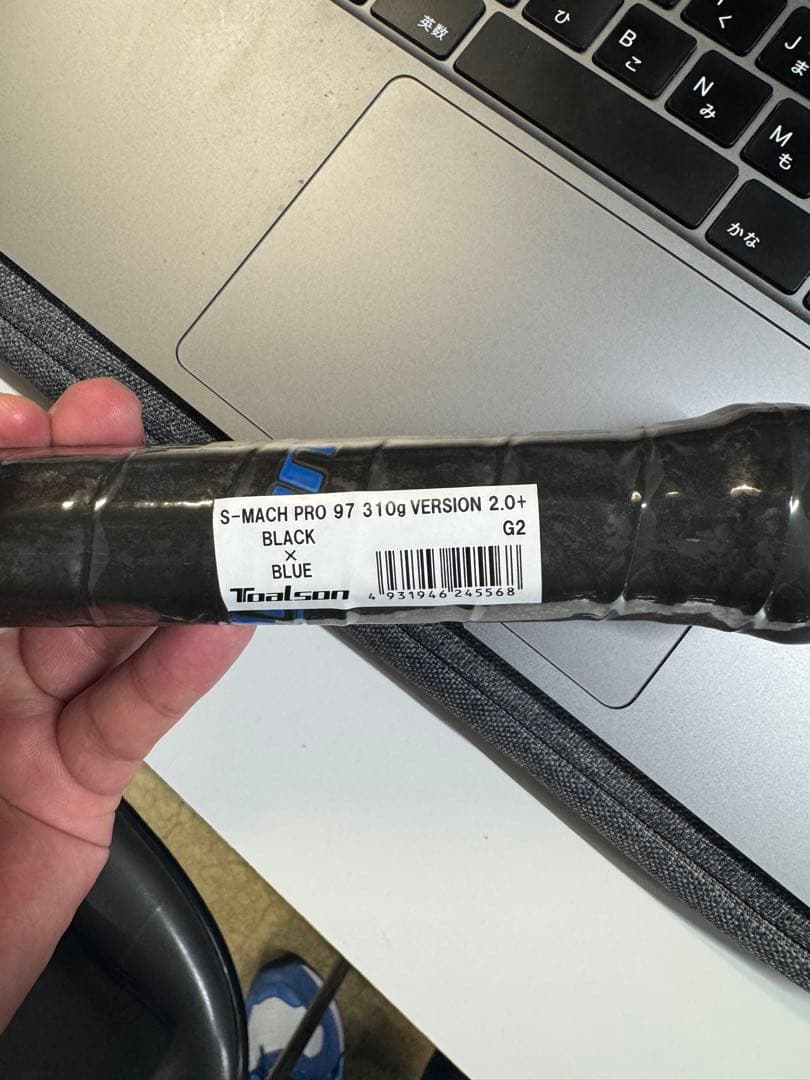 英数
ひ
B
こ
く
J
ま
N
み
M
も
かな
S-MACH PRO 97 310g VERSION 2.0+
G2
BLACK
×
BLUE
Toalson
4 931946 245568